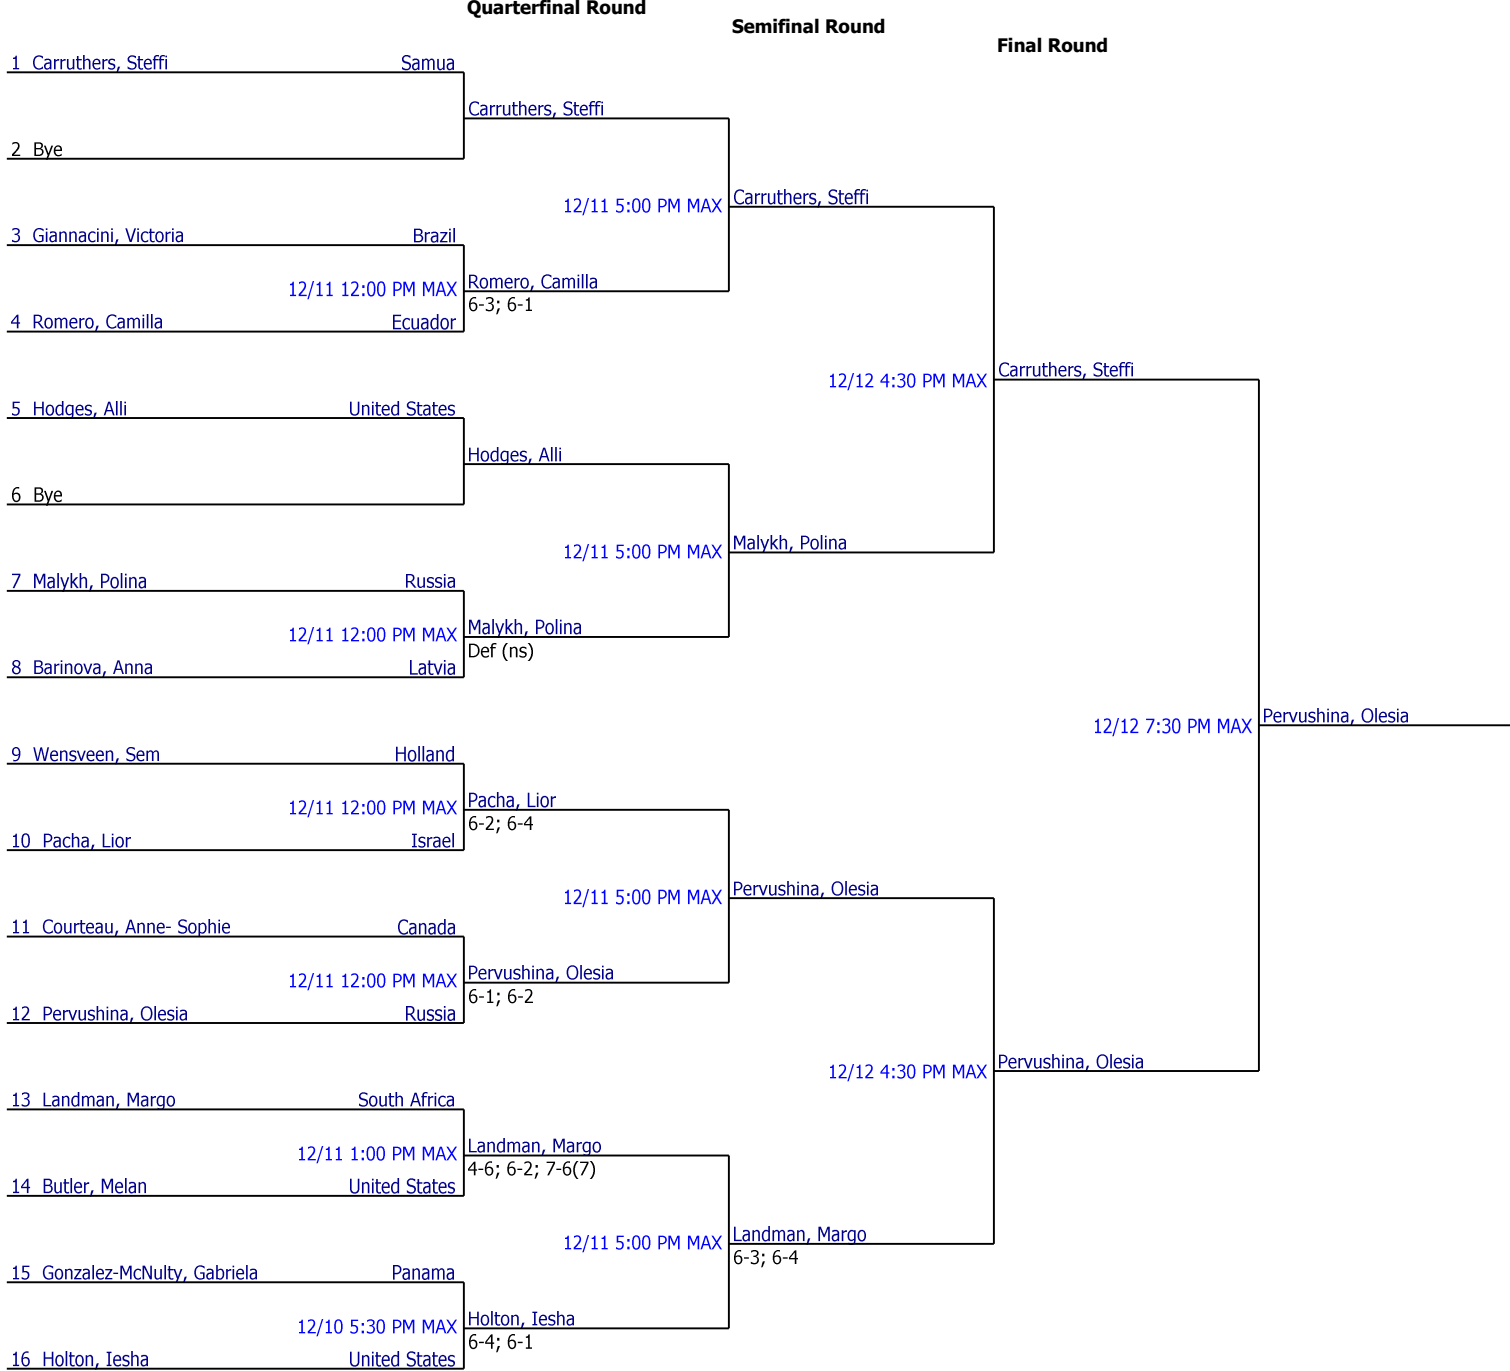 Quarterfinal Round
Semifinal Round
Final Round
1 Carruthers, Steffi Samua
Carruthers, Steffi
2 Bye
12/11 5:00 PM MAX Carruthers, Steffi
3 Giannacini, Victoria Brazil
12/11 12:00 PM MAX Romero, Camilla
6-3; 6-1
4 Romero, Camilla Ecuador
12/12 4:30 PM MAX Carruthers, Steffi
5 Hodges, Alli United States
Hodges, Alli
6 Bye
12/11 5:00 PM MAX Malykh, Polina
7 Malykh, Polina Russia
12/11 12:00 PM MAX Malykh, Polina
Def (ns)
8 Barinova, Anna Latvia
12/12 7:30 PM MAX Pervushina, Olesia
9 Wensveen, Sem Holland
12/11 12:00 PM MAX Pacha, Lior
6-2; 6-4
10 Pacha, Lior Israel
12/11 5:00 PM MAX Pervushina, Olesia
11 Courteau, Anne- Sophie Canada
12/11 12:00 PM MAX Pervushina, Olesia
6-1; 6-2
12 Pervushina, Olesia Russia
12/12 4:30 PM MAX Pervushina, Olesia
13 Landman, Margo South Africa
12/11 1:00 PM MAX Landman, Margo
4-6; 6-2; 7-6(7)
14 Butler, Melan United States
12/11 5:00 PM MAX Landman, Margo
6-3; 6-4
15 Gonzalez-McNulty, Gabriela Panama
12/10 5:30 PM MAX Holton, Iesha
6-4; 6-1
16 Holton, Iesha United States